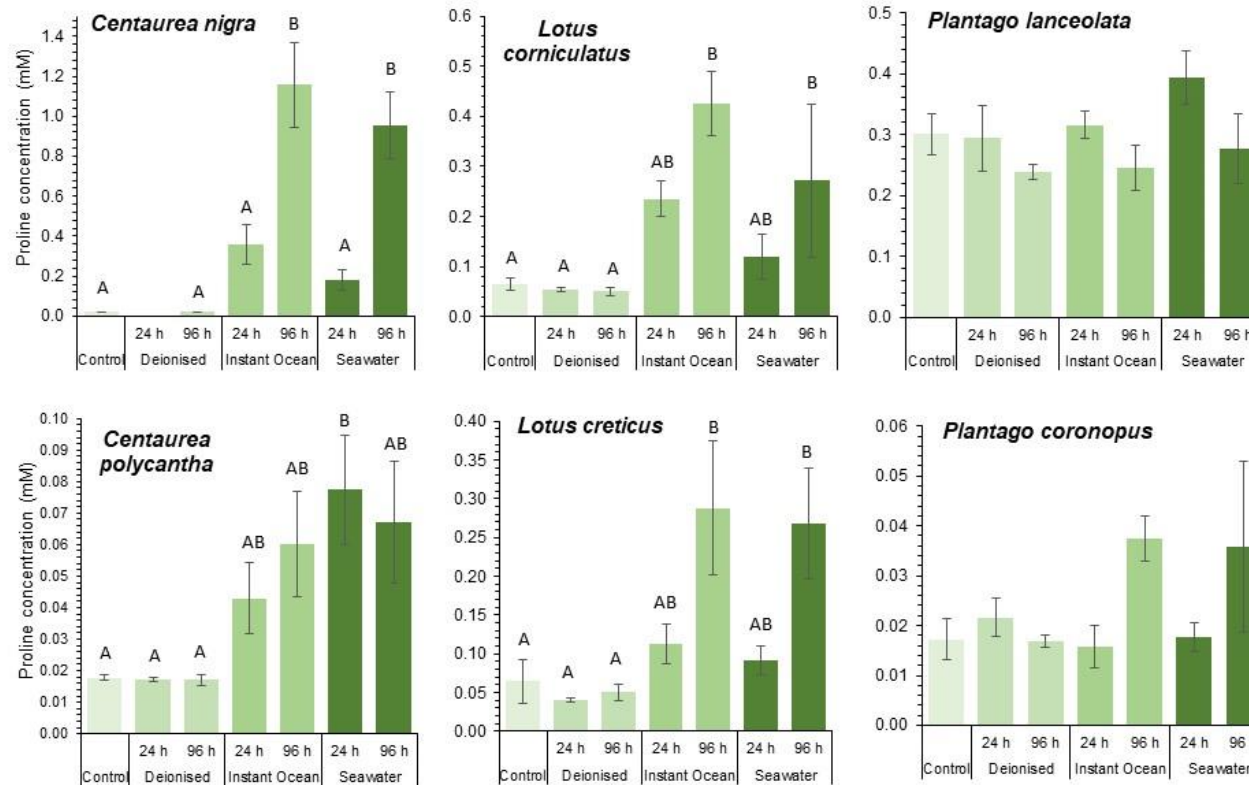 Centaurea nigra
Proline concentration (mM)
1.4
1.2
1.0
0.8
0.6
0.4
0.2
0.0
A
A
A
B
A
B
24 h 96 h 24 h 96 h 24 h 96 h
Control Deionised Instant Ocean Seawater
Lotus
corniculatus
0.6
0.5
0.4
0.3
0.2
0.1
0.0
A
A
A
AB
B
AB
B
24 h 96 h 24 h 96 h 24 h 96 h
Control Deionised Instant Ocean Seawater
Plantago lanceolata
0.5
0.4
0.3
0.2
0.1
0.0
24 h 96 h 24 h 96 h 24 h 96 h
Control Deionised Instant Ocean Seawater
Centaurea
polycantha
Proline concentration (mM)
0.10
0.09
0.08
0.07
0.06
0.05
0.04
0.03
0.02
0.01
0.00
A
A
A
AB
AB
B
AB
24 h 96 h 24 h 96 h 24 h 96 h
Control Deionised Instant Ocean Seawater
Lotus creticus
0.40
0.35
0.30
0.25
0.20
0.15
0.10
0.05
0.00
A
A
A
AB
B
AB
B
24 h 96 h 24 h 96 h 24 h 96 h
Control Deionised Instant Ocean Seawater
Plantago coronopus
0.06
0.05
0.04
0.03
0.02
0.01
0.00
24 h 96 h 24 h 96 h 24 h 96
Control Deionised Instant Ocean Seawater